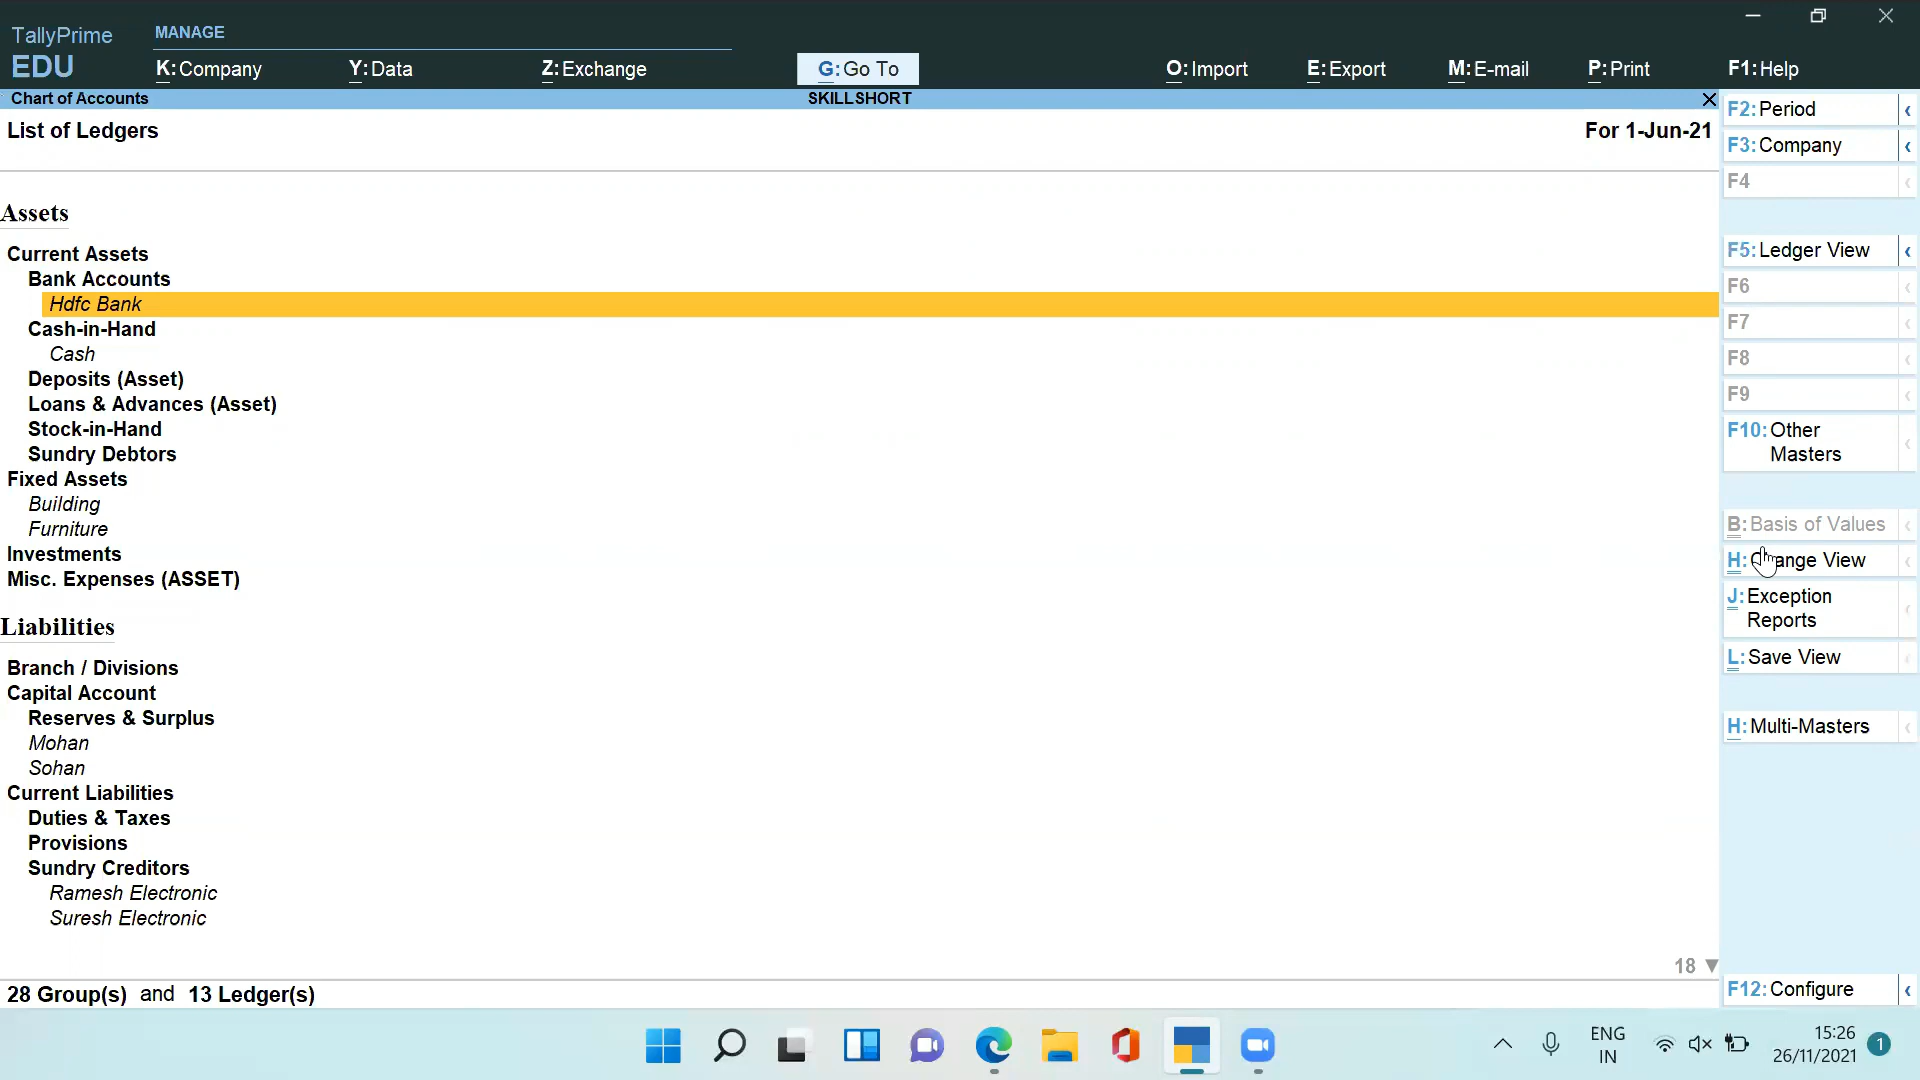 TallyPrime
EDU
MANAGE
K:Company
Y:Data
Z:Exchange
G:Go To
O:Import
E:Export
M:E-mail
P:Print
F1:Help
Chart of Accounts
SKILLSHORT
List of Ledgers
For 1-Jun-21
Assets
Current Assets
Bank Accounts
Hdfc Bank
Cash-in-Hand
Cash
Deposits (Asset)
Loans & Advances (Asset)
Stock-in-Hand
Sundry Debtors
Fixed Assets
Building
Furniture
Investments
Misc. Expenses (ASSET)
Liabilities
Branch / Divisions
Capital Account
Reserves & Surplus
Mohan
Sohan
Current Liabilities
Duties & Taxes
Provisions
Sundry Creditors
Ramesh Electronic
Suresh Electronic
18
28 Group(s) and 13 Ledger(s)
F2:Period
F3:Company
F4
F5:Ledger View
F6
F7
F8
F9
F10:Other
Masters
B:Basis of Values
H:Change View
J:Exception
Reports
L:Save View
H:Multi-Masters
F12:Configure
ENG
IN
15:26
26/11/2021
1